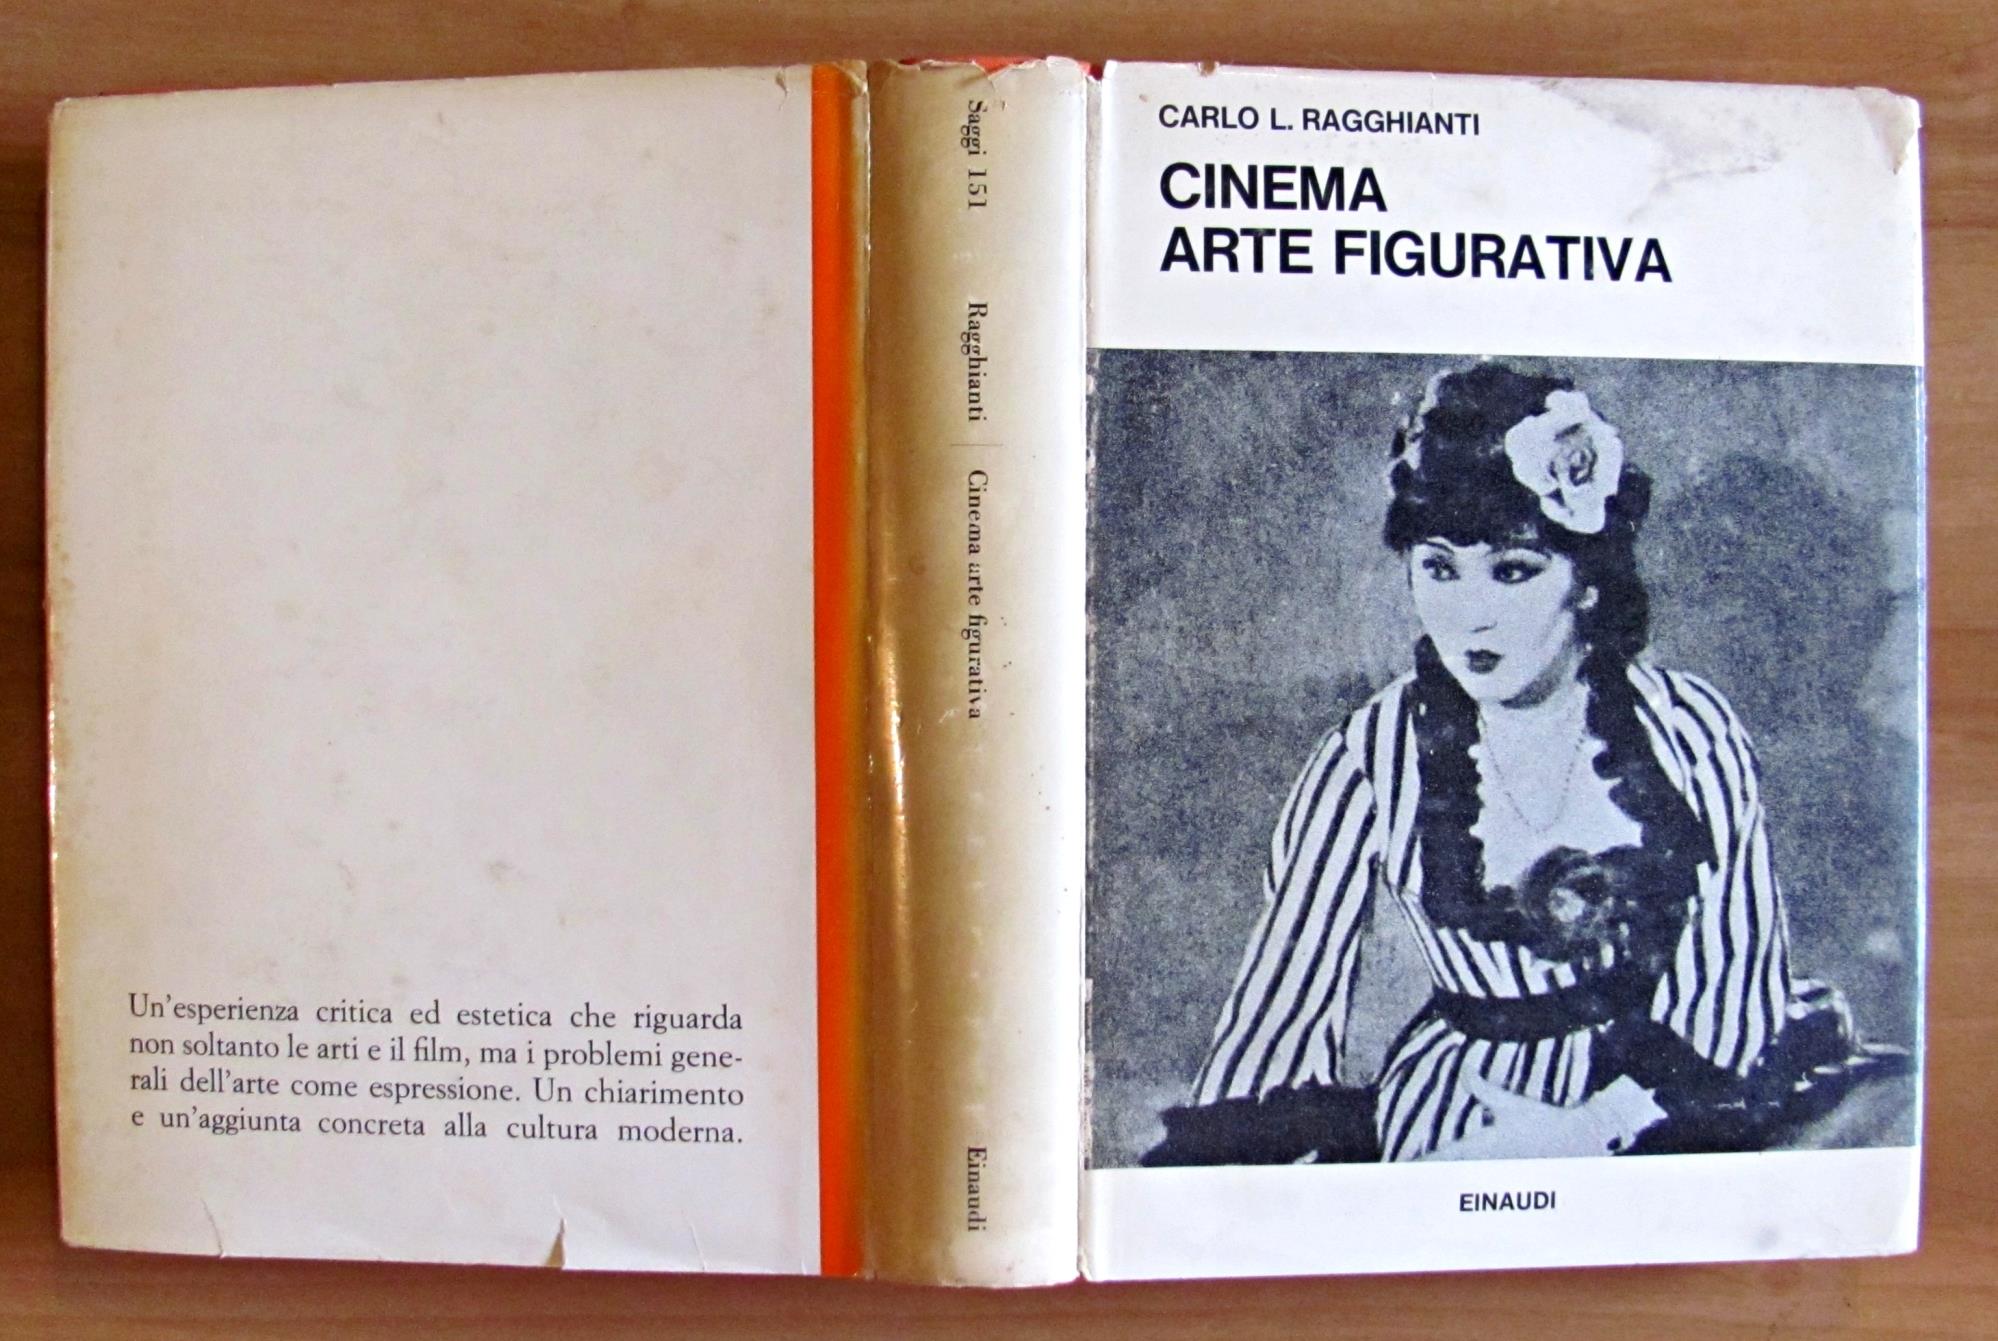 Un'esperienza critica ed estetica che riguarda
non soltanto le arti e il film, ma i problemi gene-
rali dell'arte come espressione. Un chiarimento
e un'aggiunta concreta alla cultura moderna.
Saggi 151 Ragghianti Cinema arte figurativa Einaudi
CARLO L. RAGGHIANTI
CINEMA
ARTE FIGURATIVA
EINAUDI